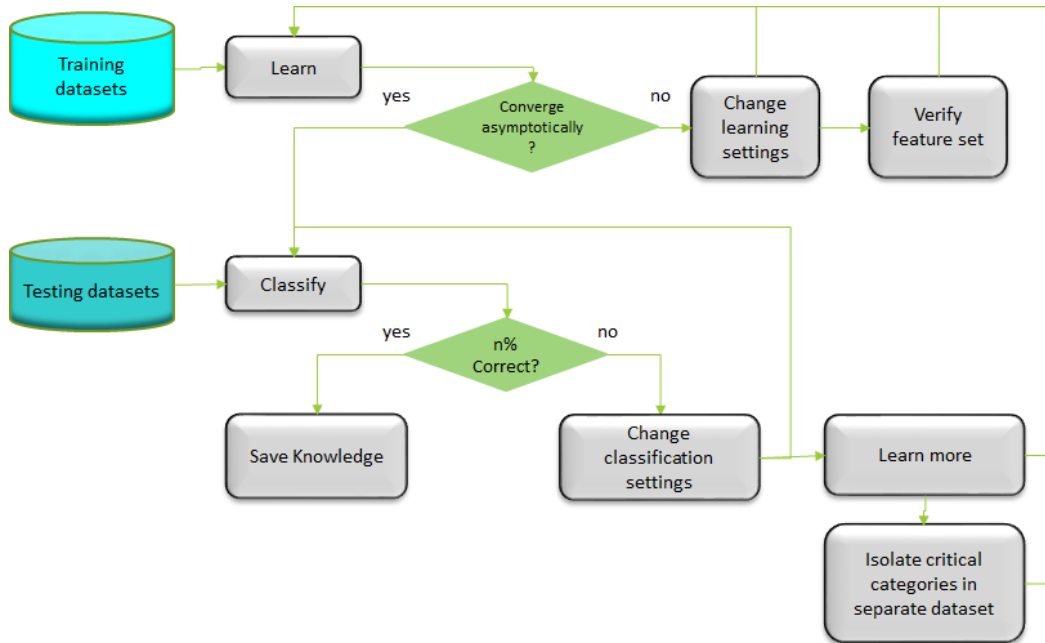 Training
datasets
Learn
yes
Converge
asymptotically
?
no
Change
learning
settings
Verify
feature set
Testing datasets
Classify
yes
n%
Correct?
no
Save Knowledge
Change
classification
settings
Learn more
Isolate critical
categories in
separate dataset